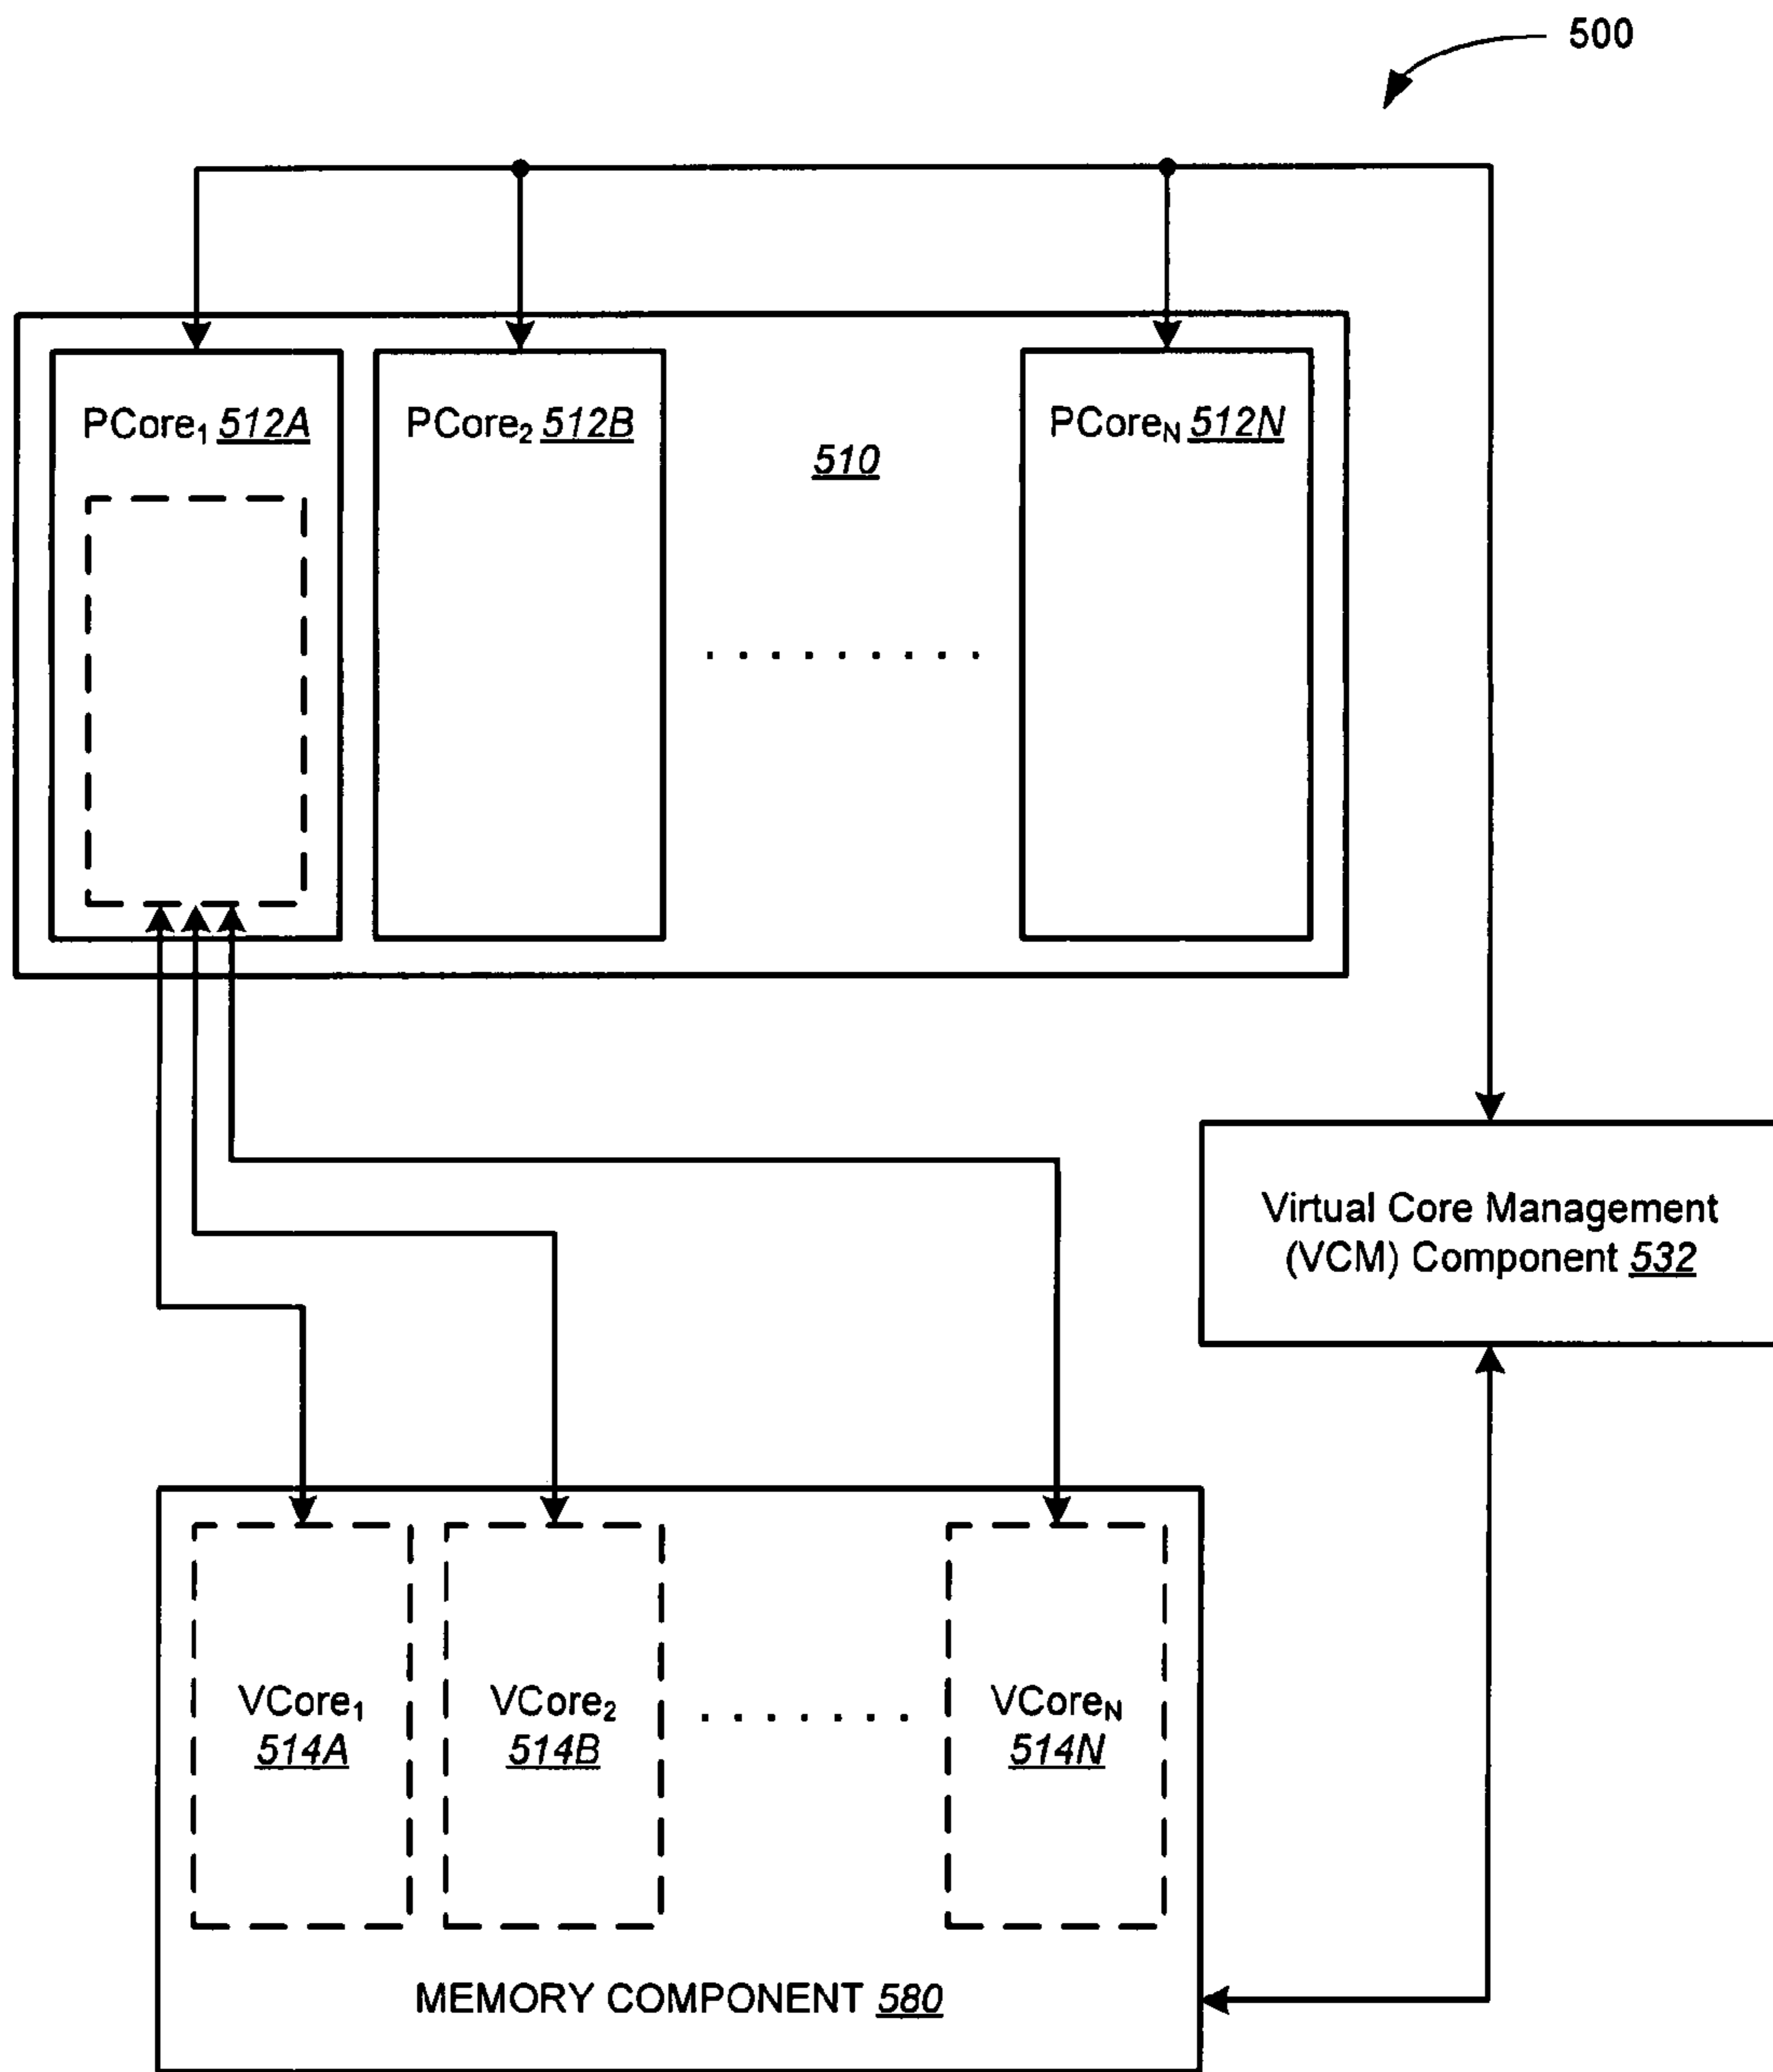 500
PCore₁ 512A
PCore₂ 512B
510
PCoreN 512N
Virtual Core Management
(VCM) Component 532
VCore₁
514A
VCore₂
514B
VCoreN
514N
MEMORY COMPONENT 580